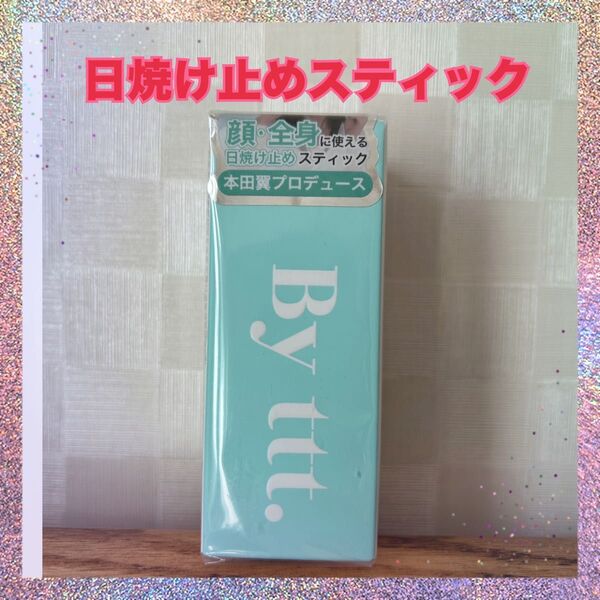 日焼け止めスティック
顔・全身に使える
日焼け止めスティック
本田翼プロデュース
By ttt.